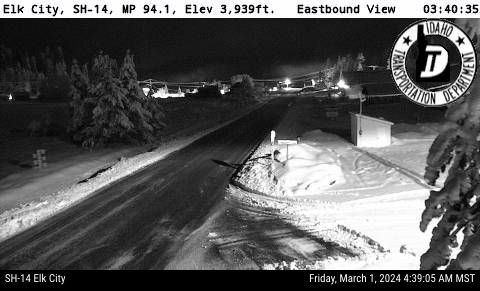 Elk City, SH-14, MP 94.1, Elev 3,939ft. Eastbound View 03:40:35
IDAHO
TRANSPORTATION DEPARTMENT
SH-14 Elk City Friday, March 1, 2024 4:39:05 AM MST